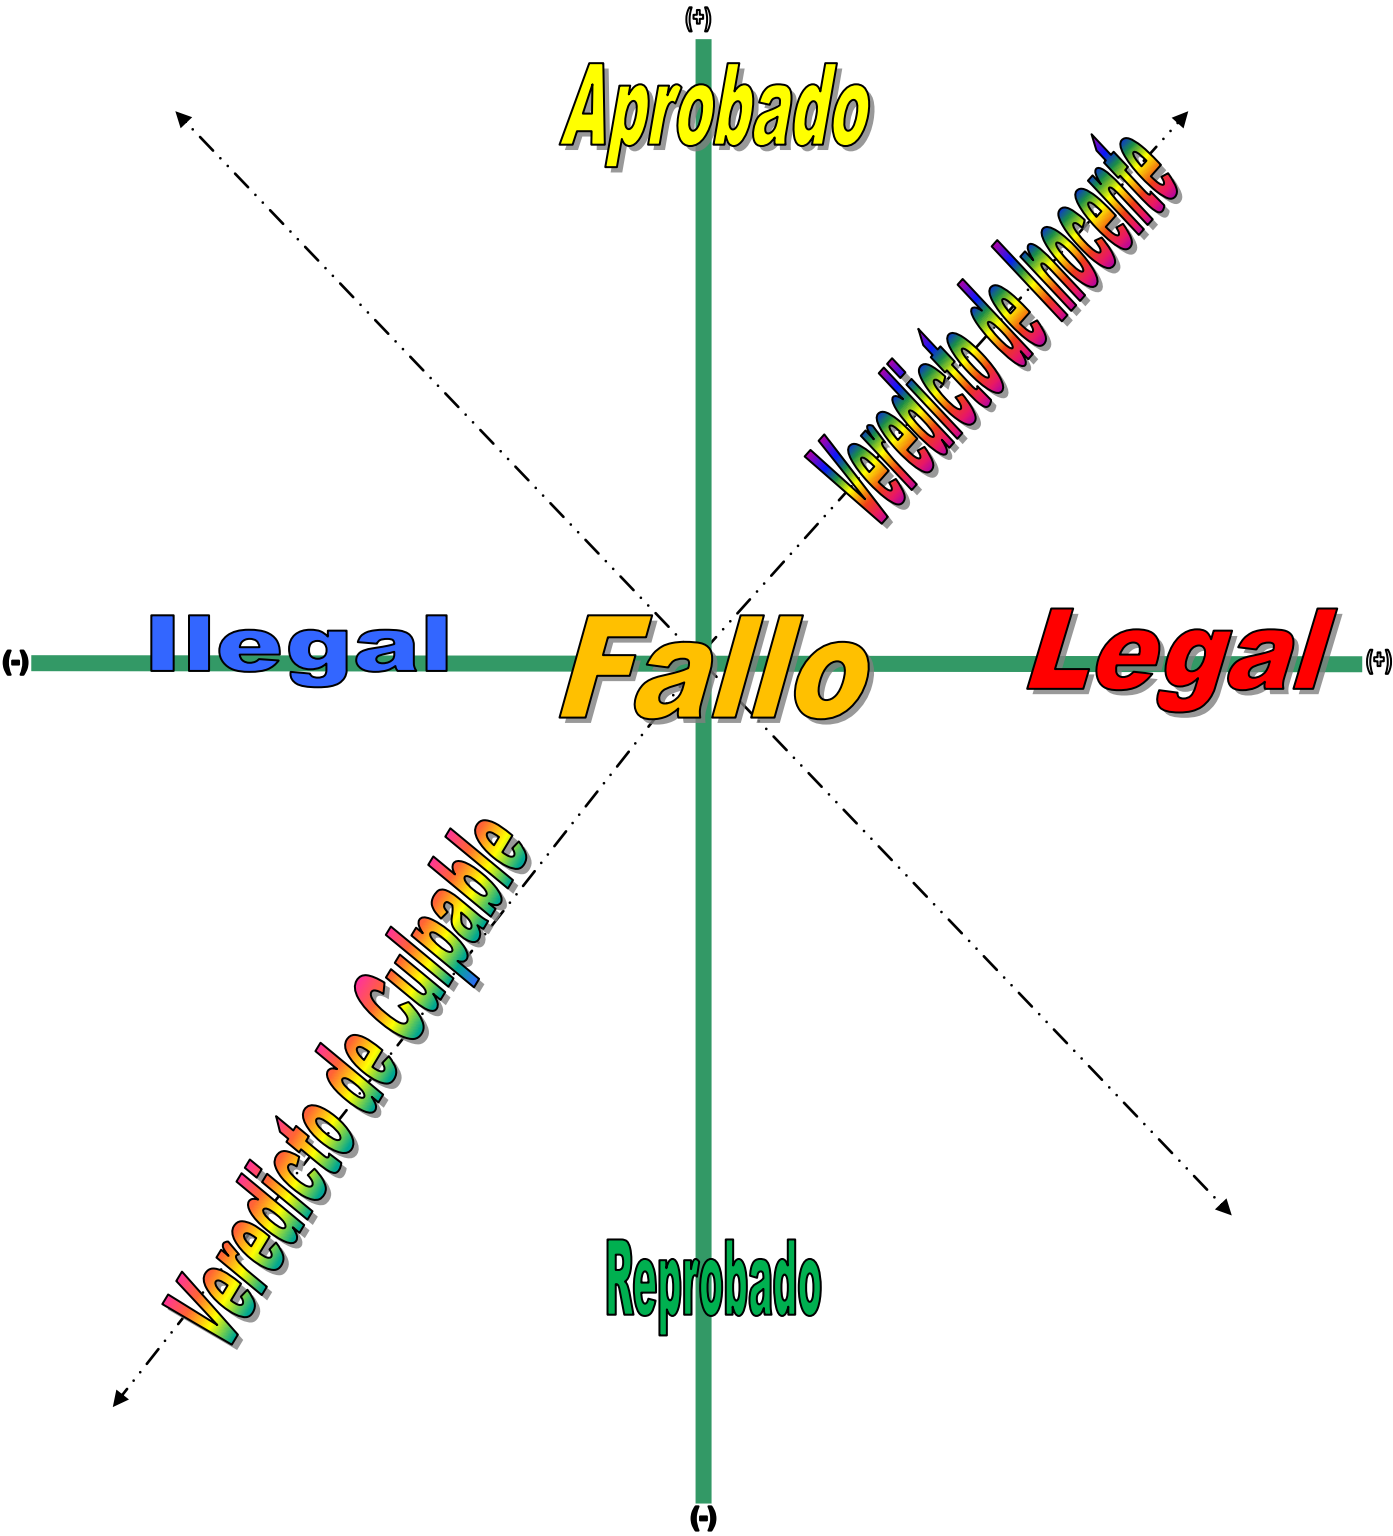 (+)
Aprobado
Veredicto de Inocente
(-)
Ilegal
Fallo
Legal
(+)
Veredicto de Culpable
Reprobado
(-)